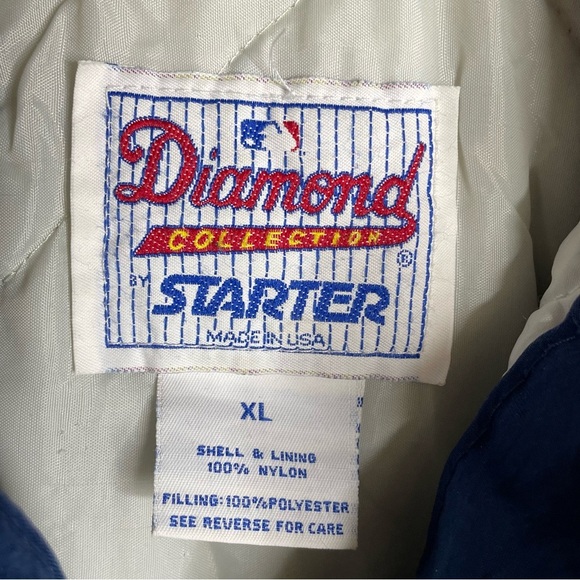 Diamond
COLLECTION
®
BY STARTER
MADE IN USA
XL
SHELL & LINING
100% NYLON
FILLING:100%POLYESTER
SEE REVERSE FOR CARE